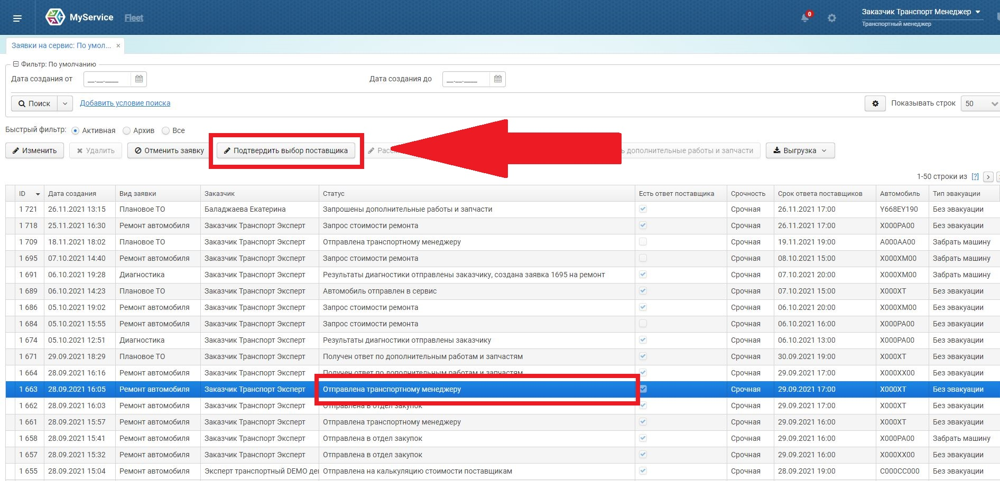 MyService Fleet 0 Заказчик Транспорт Менеджер
Транспортный менеджер
Заявки на сервис: По умол... ×
Фильтр: По умолчанию
Дата создания от __.__.____ Дата создания до __.__.____
Поиск Добавить условие поиска Показывать строк 50
Быстрый фильтр: Активная Архив Все
Изменить Удалить Отменить заявку Подтвердить выбор поставщика дополнительные работы и запчасти Выгрузка
1-50 строки из [?]
ID Дата создания Вид заявки Заказчик Статус Есть ответ поставщика Срочность Срок ответа поставщиков Автомобиль Тип эвакуации
1 721 26.11.2021 13:15 Плановое ТО Баладжаева Екатерина Запрошены дополнительные работы и запчасти Срочная 26.11.2021 17:00 Y668EY190 Без эвакуации
1 718 25.11.2021 16:30 Ремонт автомобиля Заказчик Транспорт Эксперт Запрос стоимости ремонта Срочная 26.11.2021 17:00 X000PA00 Без эвакуации
1 709 18.11.2021 18:02 Плановое ТО Заказчик Транспорт Эксперт Отправлена транспортному менеджеру Срочная 19.11.2021 19:00 A000AA00 Забрать машину
1 695 07.10.2021 14:40 Ремонт автомобиля Заказчик Транспорт Эксперт Запрос стоимости ремонта Срочная 08.10.2021 15:00 X000XM00 Забрать машину
1 691 06.10.2021 19:28 Диагностика Заказчик Транспорт Эксперт Результаты диагностики отправлены заказчику, создана заявка 1695 на ремонт Срочная 07.10.2021 20:00 X000XM00 Забрать машину
1 689 06.10.2021 14:23 Плановое ТО Заказчик Транспорт Эксперт Автомобиль отправлен в сервис Срочная 07.10.2021 15:00 X000XT Без эвакуации
1 686 05.10.2021 19:02 Ремонт автомобиля Заказчик Транспорт Эксперт Запрос стоимости ремонта Срочная 06.10.2021 20:00 X000XM00 Без эвакуации
1 684 05.10.2021 15:55 Ремонт автомобиля Заказчик Транспорт Эксперт Запрос стоимости ремонта Срочная 06.10.2021 16:00 X000PA00 Без эвакуации
1 674 05.10.2021 12:51 Диагностика Заказчик Транспорт Эксперт Результаты диагностики отправлены заказчику Срочная 06.10.2021 13:00 X000PA00 Без эвакуации
1 671 29.09.2021 18:29 Плановое ТО Заказчик Транспорт Эксперт Получен ответ по дополнительным работам и запчастям Срочная 30.09.2021 19:00 X000XT Без эвакуации
1 664 28.09.2021 16:16 Ремонт автомобиля Заказчик Транспорт Эксперт Получен ответ по дополнительным работам и запчастям Срочная 29.09.2021 17:00 X000XX00 Без эвакуации
1 663 28.09.2021 16:05 Ремонт автомобиля Заказчик Транспорт Эксперт Отправлена транспортному менеджеру Срочная 29.09.2021 17:00 X000XT Без эвакуации
1 662 28.09.2021 16:03 Ремонт автомобиля Заказчик Транспорт Эксперт Отправлена в отдел закупок Срочная 29.09.2021 17:00 X000XT Без эвакуации
1 661 28.09.2021 15:57 Ремонт автомобиля Заказчик Транспорт Эксперт Отправлена транспортному менеджеру Срочная 29.09.2021 16:00 X000XT Без эвакуации
1 658 28.09.2021 15:41 Ремонт автомобиля Заказчик Транспорт Эксперт Отправлена в отдел закупок Срочная 29.09.2021 16:00 X000PA00 Забрать машину
1 657 28.09.2021 15:32 Ремонт автомобиля Заказчик Транспорт Эксперт Отправлена в отдел закупок Срочная 29.09.2021 16:00 X000XX00 Без эвакуации
1 655 28.09.2021 15:04 Ремонт автомобиля Эксперт транспортный DEMO де Отправлена на калькуляцию стоимости поставщикам Срочная 28.09.2021 19:00 C000CC000 Без эвакуации